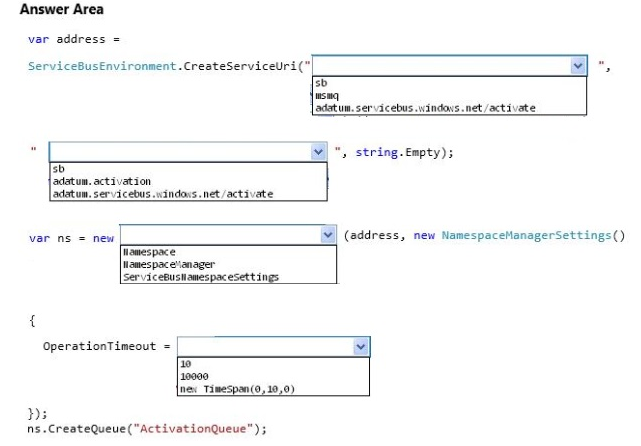 Answer Area
var address =
ServiceBusEnvironment.CreateServiceUri(" ",
sb
msmq
adatum.servicebus.windows.net/activate
" ", string.Empty);
sb
adatum.activation
adatum.servicebus.windows.net/activate
var ns = new (address, new NamespaceManagerSettings()
Namespace
NamespaceManager
ServiceBusNamespaceSettings
{
OperationTimeout =
10
10000
new TimeSpan(0,10,0)
});
ns.CreateQueue("ActivationQueue");